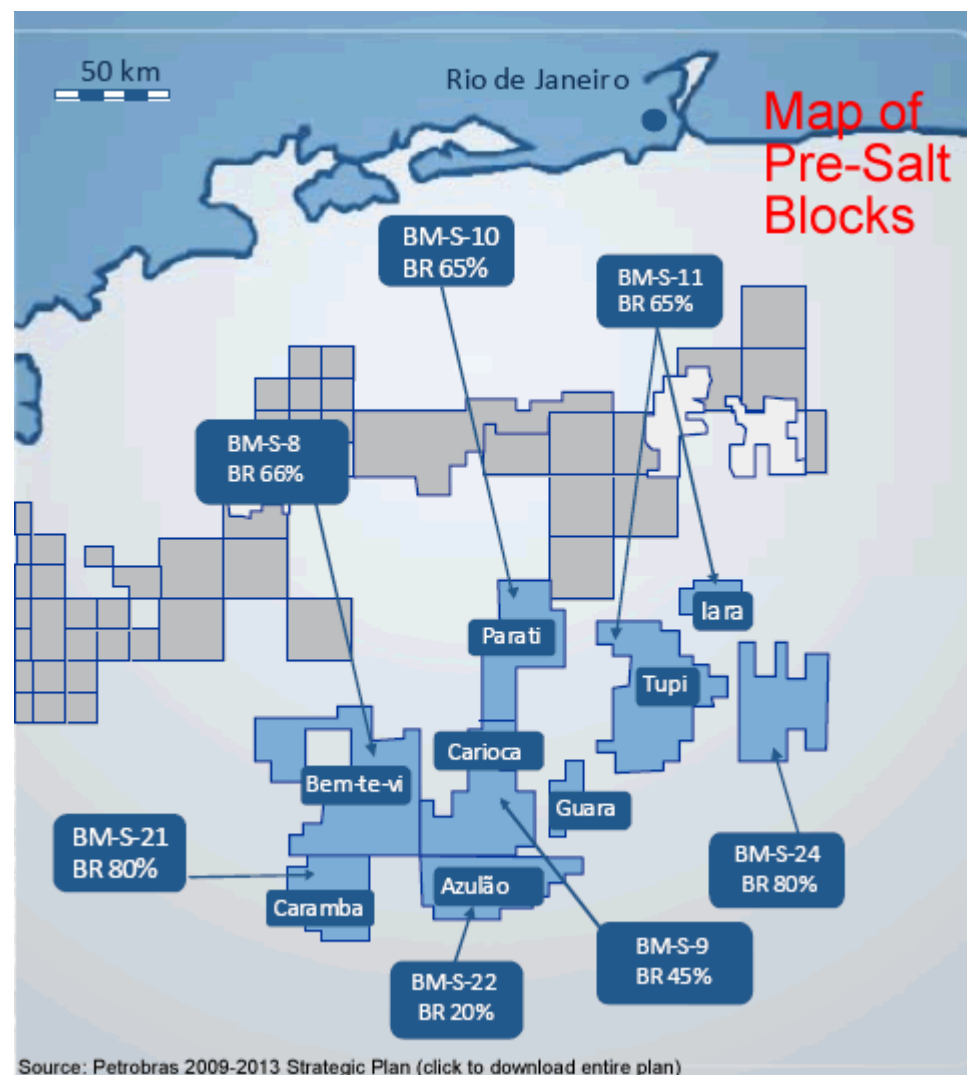 50 km
Rio de Janeiro
Map of
Pre-Salt
Blocks
BM-S-10
BR 65%
BM-S-11
BR 65%
BM-S-8
BR 66%
Iara
Parati
Tupi
Carioca
Bem-te-vi
Guara
BM-S-21
BR 80%
BM-S-24
BR 80%
Azulão
Caramba
BM-S-9
BR 45%
BM-S-22
BR 20%
Source: Petrobras 2009-2013 Strategic Plan (click to download entire plan)